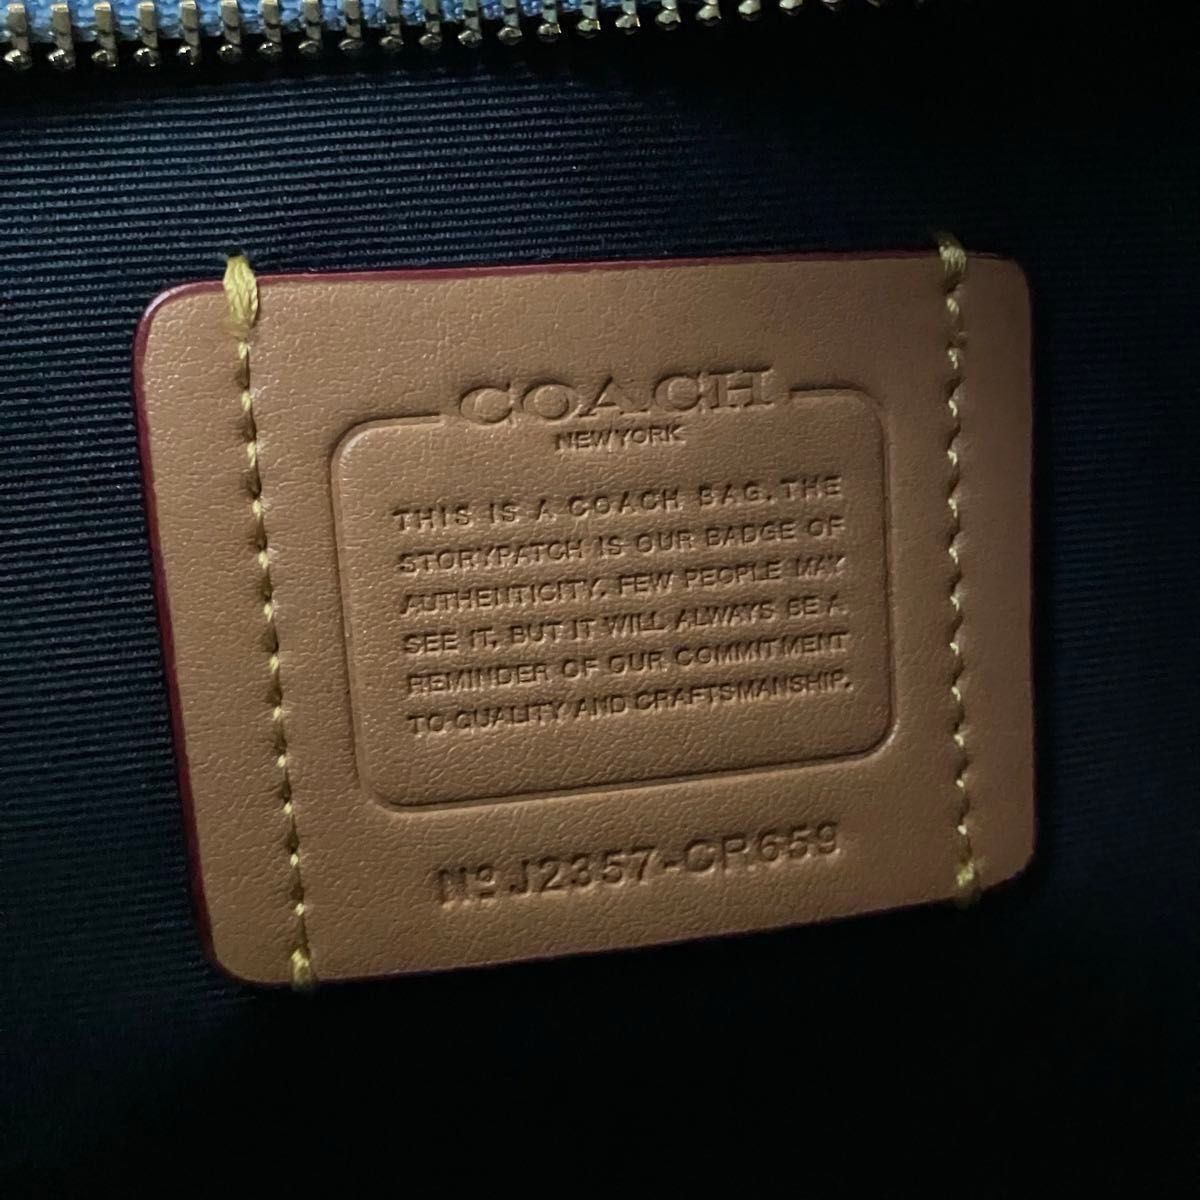 COACH
NEW YORK
THIS IS A COACH BAG. THE
STORYPATCH IS OUR BADGE OF
AUTHENTICITY. FEW PEOPLE MAY
SEE IT, BUT IT WILL ALWAYS BE A
REMINDER OF OUR COMMITMENT
TO QUALITY AND CRAFTSMANSHIP.
Nº J2357-CR659